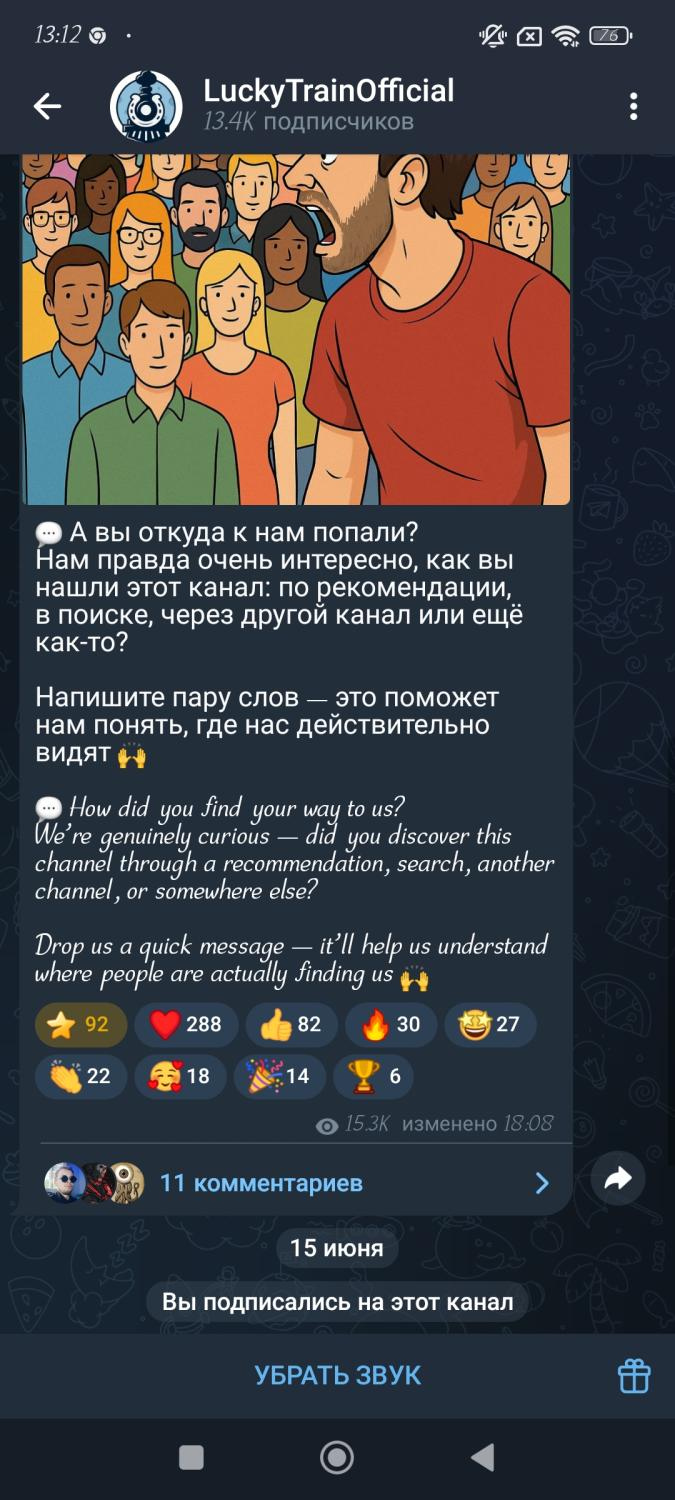 13:12
76
LuckyTrainOfficial
13.4K подписчиков
💬 А вы откуда к нам попали?
Нам правда очень интересно, как вы
нашли этот канал: по рекомендации,
в поиске, через другой канал или ещё
как-то?
Напишите пару слов — это поможет
нам понять, где нас действительно
видят 🙌
💬 How did you find your way to us?
We’re genuinely curious — did you discover this
channel through a recommendation, search, another
channel, or somewhere else?
Drop us a quick message — it’ll help us understand
where people are actually finding us 🙌
⭐ 92 ❤️ 288 👍 82 🔥 30 🤩 27
👏 22 🥰 18 🎉 14 🏆 6
15.3K изменено 18:08
11 комментариев
15 июня
Вы подписались на этот канал
УБРАТЬ ЗВУК